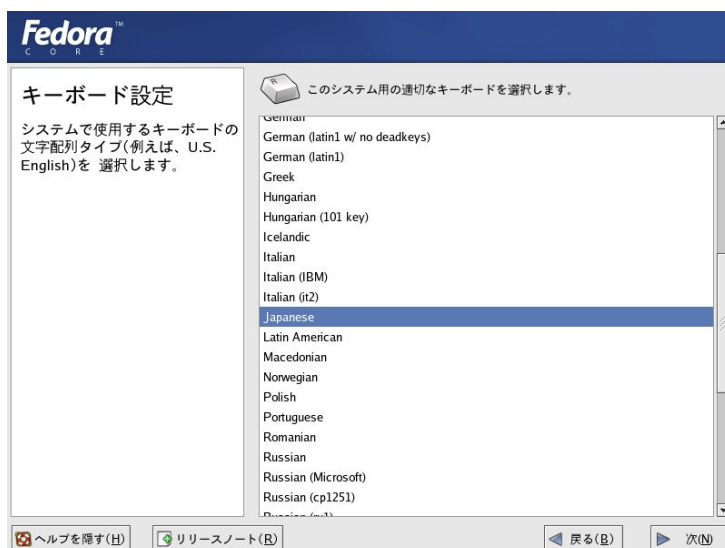 Fedora™
CORE
キーボード設定
システムで使用するキーボードの
文字配列タイプ(例えば、U.S.
English)を 選択します。
R
このシステム用の適切なキーボードを選択します。
German
German (latin1 w/ no deadkeys)
German (latin1)
Greek
Hungarian
Hungarian (101 key)
Icelandic
Italian
Italian (IBM)
Italian (it2)
Japanese
Latin American
Macedonian
Norwegian
Polish
Portuguese
Romanian
Russian
Russian (Microsoft)
Russian (cp1251)
ヘルプを隠す(H)
リリースノート(R)
戻る(B)
次(N)